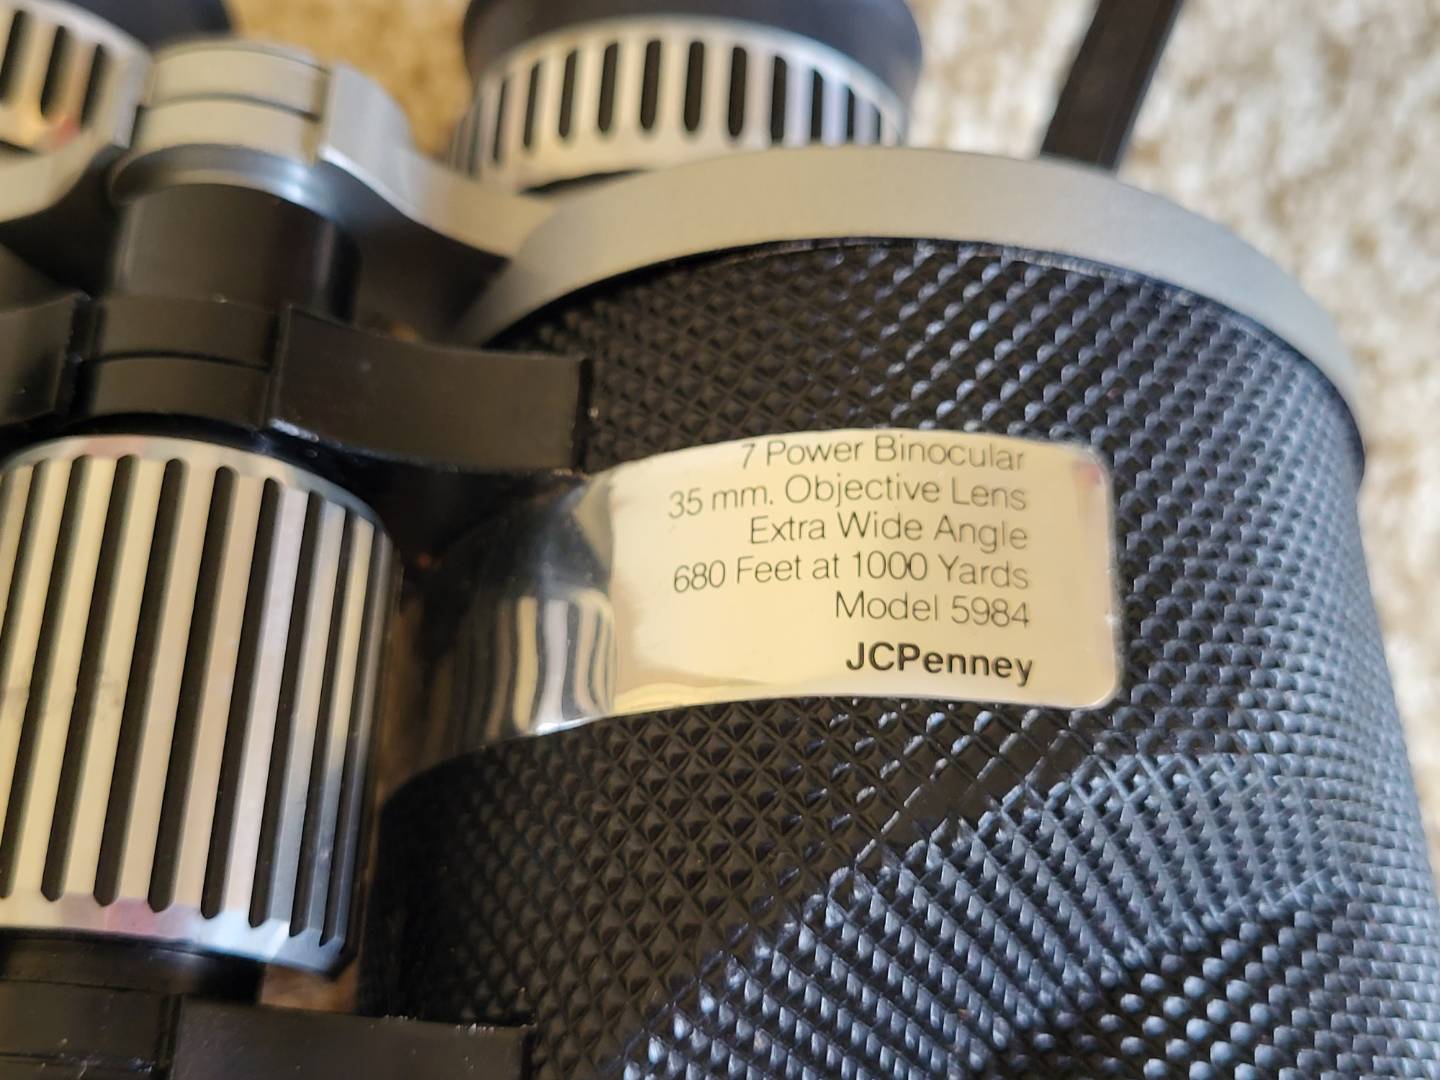 7 Power Binocular
35 mm. Objective Lens
Extra Wide Angle
680 Feet at 1000 Yards
Model 5984
JCPenney